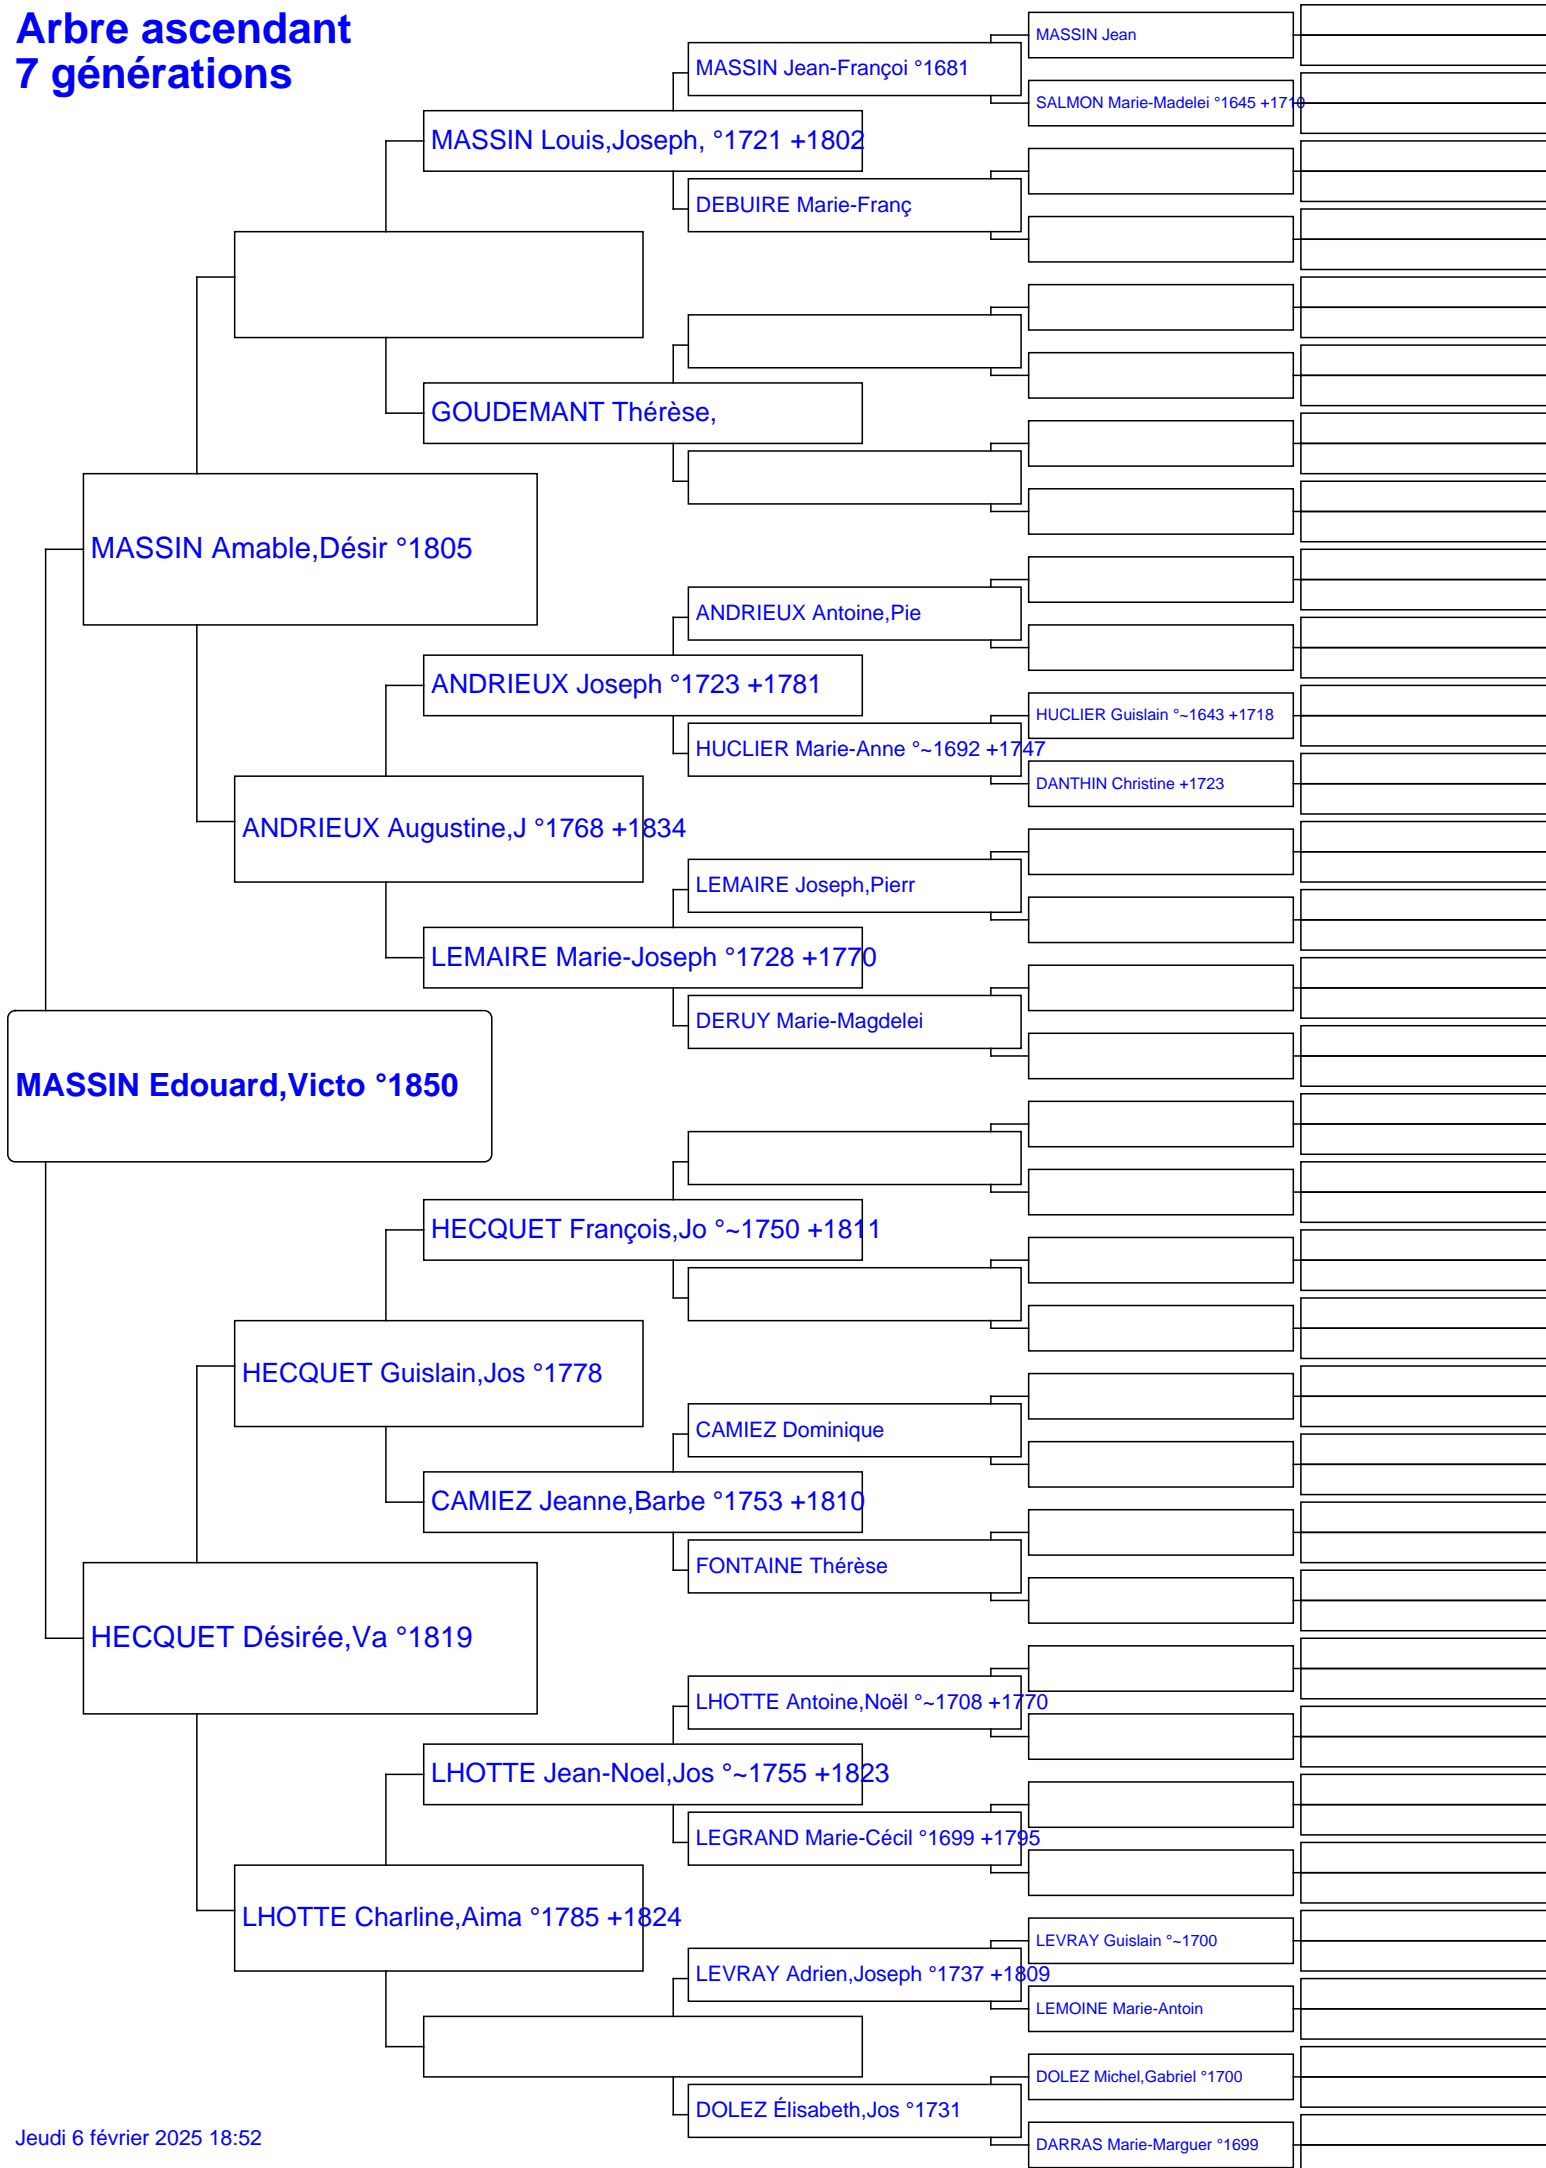 Arbre ascendant
7 générations
MASSIN Jean
MASSIN Jean-Françoi °1681
SALMON Marie-Madelei °1645 +1710
MASSIN Louis,Joseph, °1721 +1802
DEBUIRE Marie-Franç
GOUDEMANT Thérèse,
MASSIN Amable,Désir °1805
ANDRIEUX Antoine,Pie
ANDRIEUX Joseph °1723 +1781
HUCLIER Guislain °~1643 +1718
HUCLIER Marie-Anne °~1692 +1747
DANTHIN Christine +1723
ANDRIEUX Augustine,J °1768 +1834
LEMAIRE Joseph,Pierr
LEMAIRE Marie-Joseph °1728 +1770
DERUY Marie-Magdelei
MASSIN Edouard,Victo °1850
HECQUET François,Jo °~1750 +1811
HECQUET Guislain,Jos °1778
CAMIEZ Dominique
CAMIEZ Jeanne,Barbe °1753 +1810
FONTAINE Thérèse
HECQUET Désirée,Va °1819
LHOTTE Antoine,Noël °~1708 +1770
LHOTTE Jean-Noel,Jos °~1755 +1823
LEGRAND Marie-Cécil °1699 +1795
LHOTTE Charline,Aima °1785 +1824
LEVRAY Guislain °~1700
LEVRAY Adrien,Joseph °1737 +1809
LEMOINE Marie-Antoin
DOLEZ Michel,Gabriel °1700
DOLEZ Élisabeth,Jos °1731
DARRAS Marie-Marguer °1699
Jeudi 6 février 2025 18:52